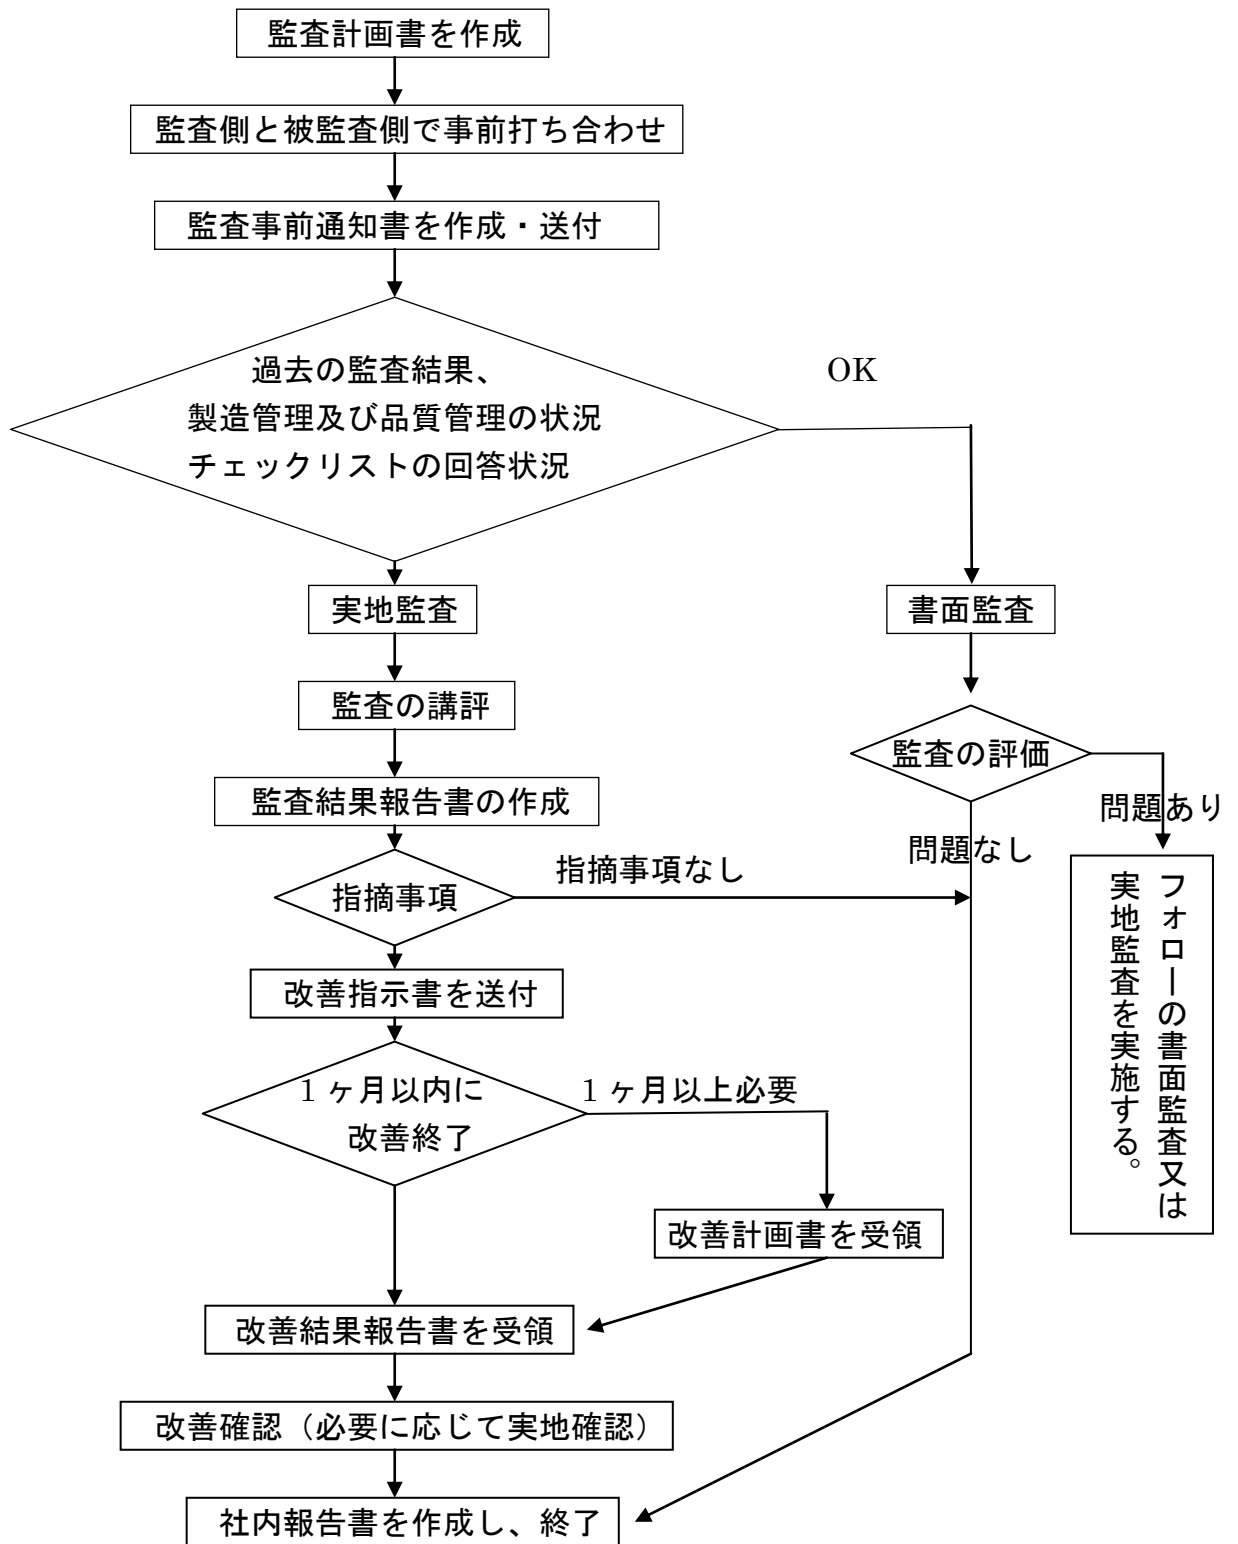 監査計画書を作成
監査側と被監査側で事前打ち合わせ
監査事前通知書を作成・送付
過去の監査結果、
製造管理及び品質管理の状況
チェックリストの回答状況
OK
実地監査
書面監査
監査の講評
監査の評価
監査結果報告書の作成
問題あり
問題なし
指摘事項なし
指摘事項
フォローの書面監査又は
実地監査を実施する。
改善指示書を送付
1ヶ月以内に
改善終了
1ヶ月以上必要
改善計画書を受領
改善結果報告書を受領
改善確認（必要に応じて実地確認）
社内報告書を作成し、終了